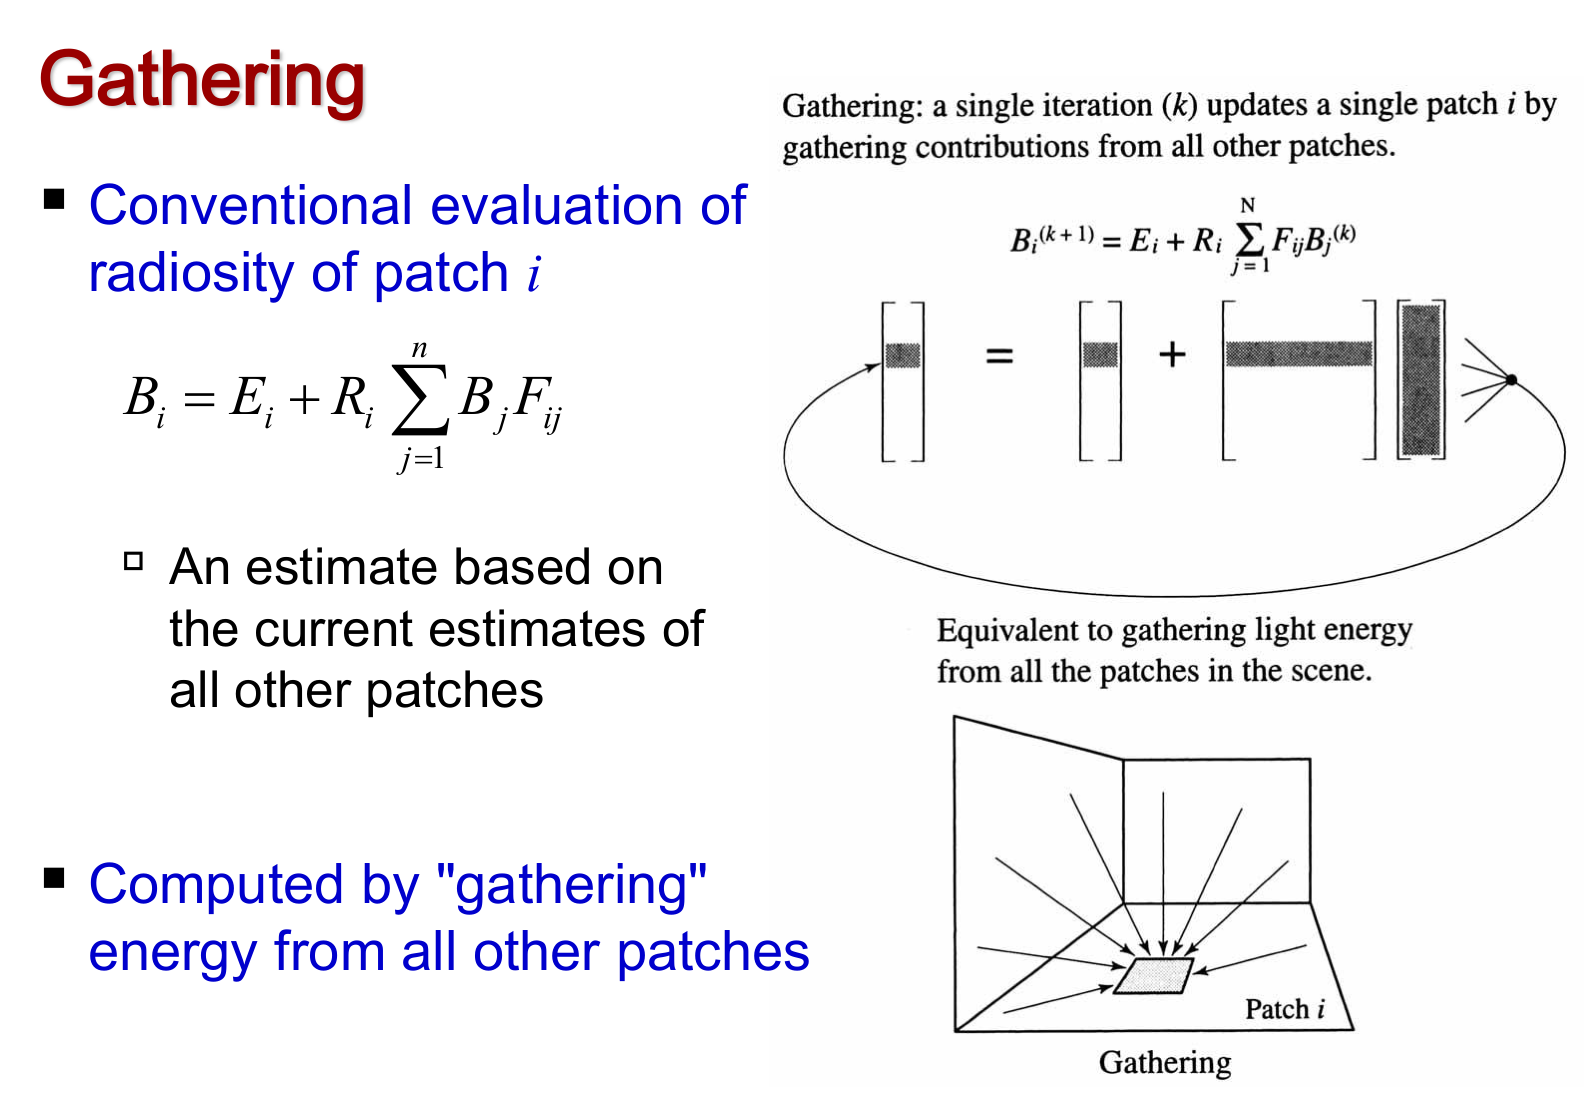 Gathering
■ Conventional evaluation of
radiosity of patch i
B_i = E_i + R_i \sum_{j=1}^{n} B_j F_{ij}
▫ An estimate based on
the current estimates of
all other patches
■ Computed by "gathering"
energy from all other patches
Gathering: a single iteration (k) updates a single patch i by
gathering contributions from all other patches.
B_i^{(k + 1)} = E_i + R_i \sum_{j = 1}^{N} F_{ij} B_j^{(k)}
= +
Equivalent to gathering light energy
from all the patches in the scene.
Patch i
Gathering